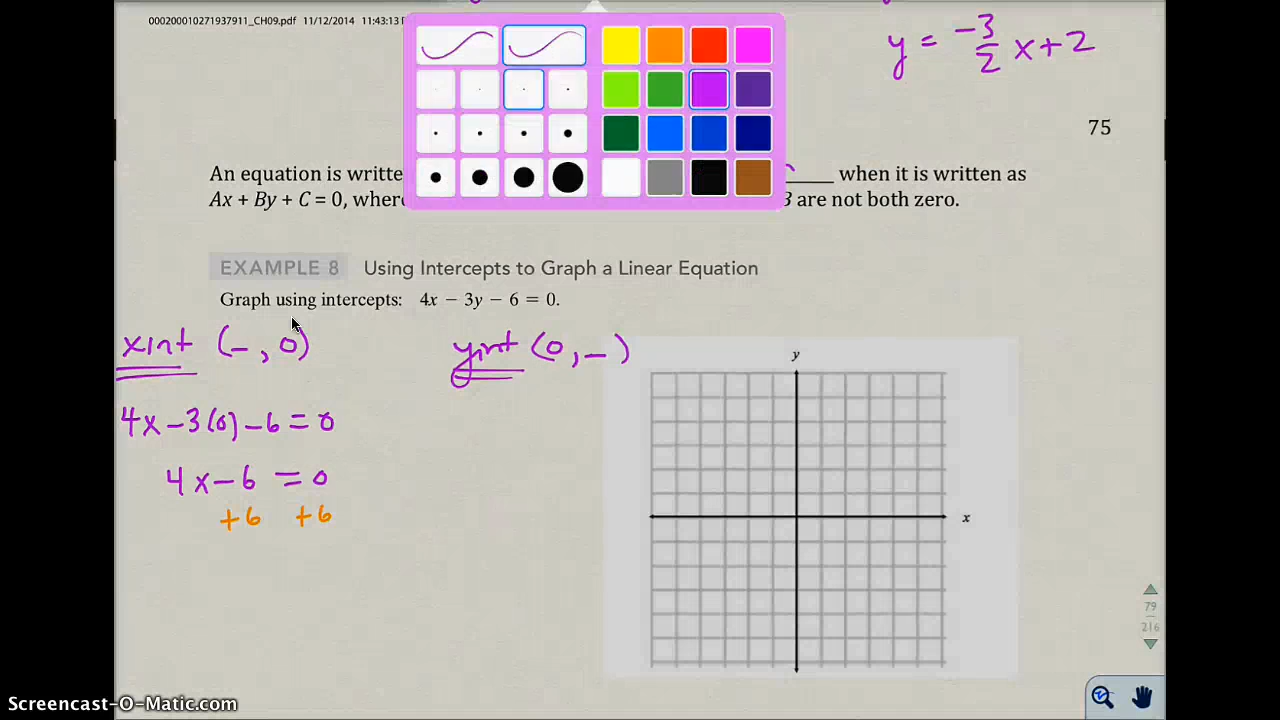 000200010271937911_CH09.pdf 11/12/2014 11:43:13
y = -3/2 x + 2
75
An equation is writte when it is written as
Ax + By + C = 0, where are not both zero.
EXAMPLE 8 Using Intercepts to Graph a Linear Equation
Graph using intercepts: 4x − 3y − 6 = 0.
xint (–, 0) yint (0, –)
y
4x − 3(0) − 6 = 0
4x − 6 = 0
+6 +6
x
79
216
Screencast-O-Matic.com